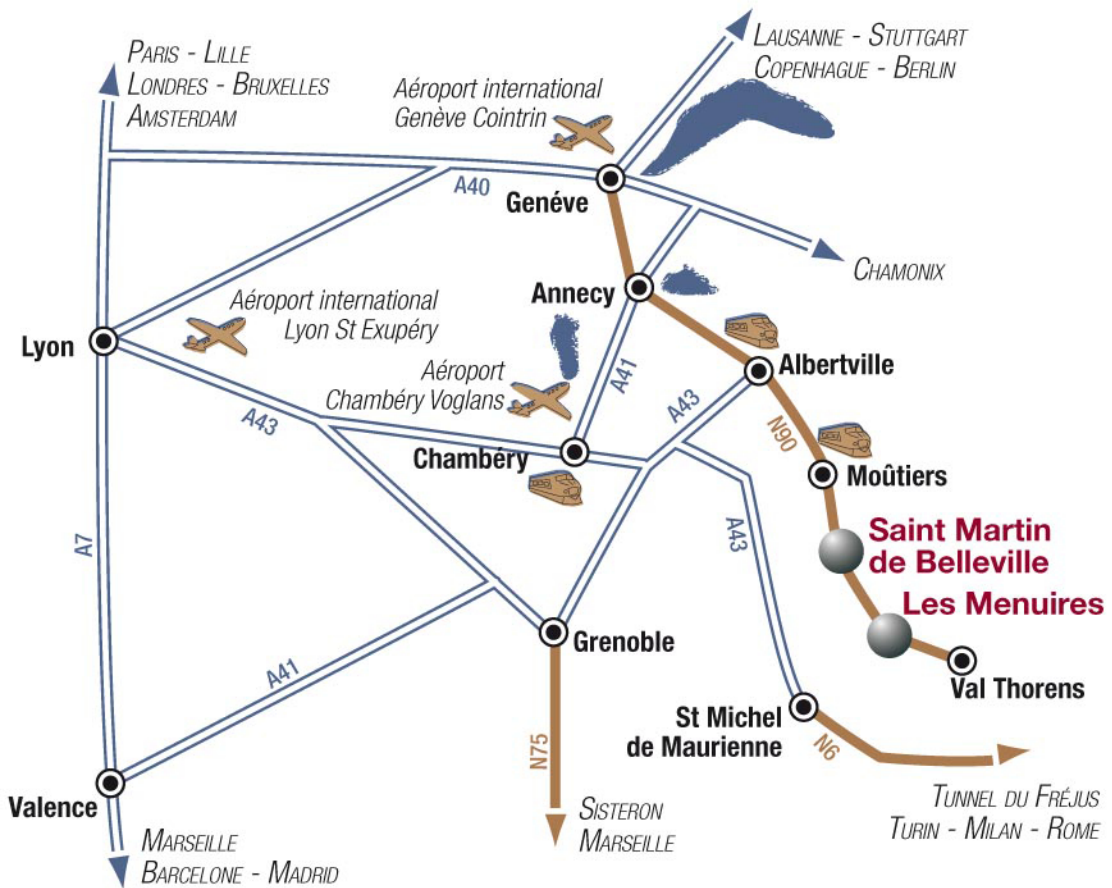 PARIS - LILLE
LONDRES - BRUXELLES
AMSTERDAM
LAUSANNE - STUTTGART
COPENHAGUE - BERLIN
Aéroport international
Genève Cointrin
A40
Genéve
CHAMONIX
Annecy
Aéroport international
Lyon St Exupéry
Lyon
Albertville
Aéroport
Chambéry Voglans
A41
A43
A43
N90
Chambéry
Moûtiers
A7
A43
Saint Martin
de Belleville
Les Menuires
Grenoble
A41
Val Thorens
St Michel
de Maurienne
N75
N6
Valence
SISTERON
MARSEILLE
TUNNEL DU FRÉJUS
TURIN - MILAN - ROME
MARSEILLE
BARCELONE - MADRID